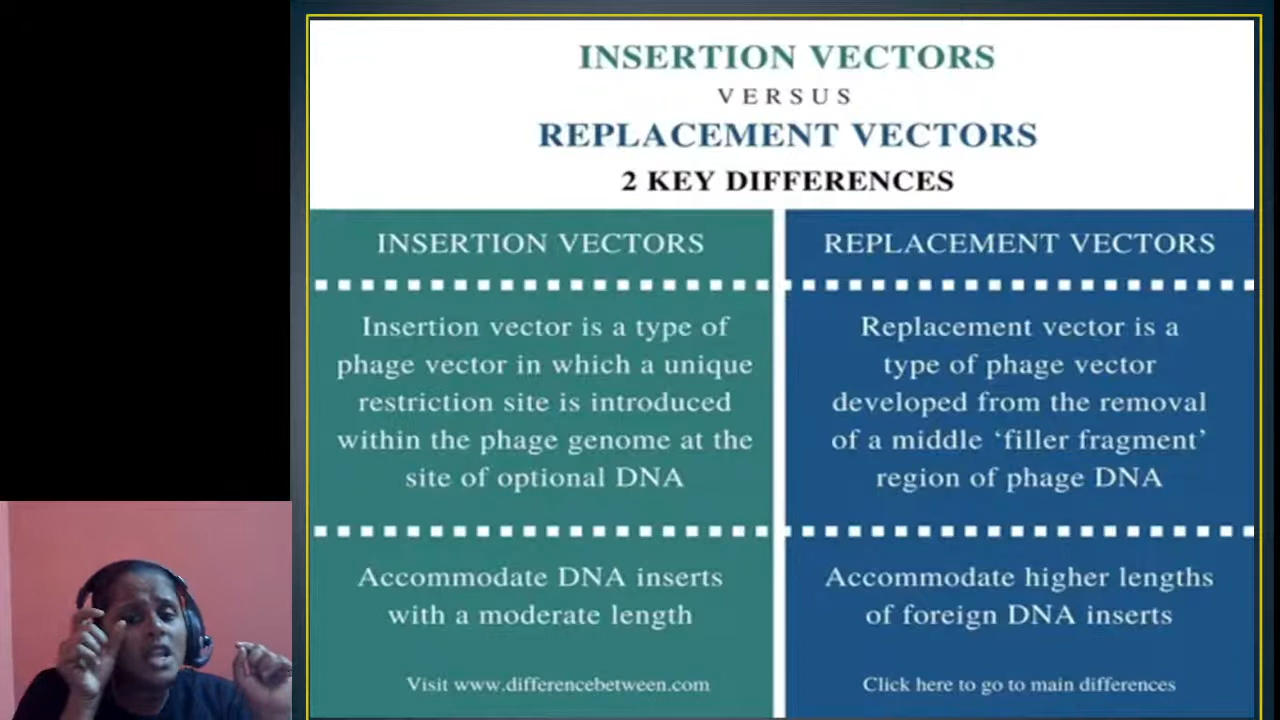 INSERTION VECTORS
VERSUS
REPLACEMENT VECTORS
2 KEY DIFFERENCES
INSERTION VECTORS
Insertion vector is a type of
phage vector in which a unique
restriction site is introduced
within the phage genome at the
site of optional DNA
Accommodate DNA inserts
with a moderate length
Visit www.differencebetween.com
REPLACEMENT VECTORS
Replacement vector is a
type of phage vector
developed from the removal
of a middle ‘filler fragment’
region of phage DNA
Accommodate higher lengths
of foreign DNA inserts
Click here to go to main differences